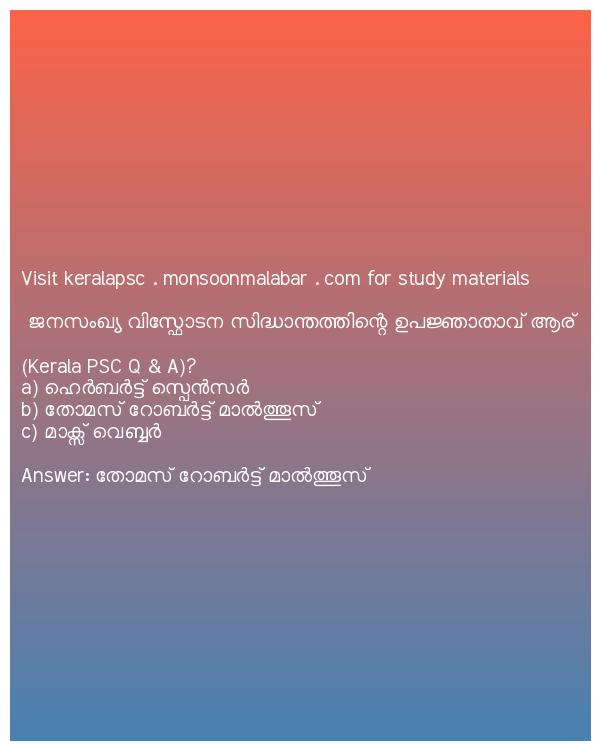 Visit keralapsc . monsoonmalabar . com for study materials
ജനസംഖ്യ വിസ്ഫോടന സിദ്ധാന്തത്തിന്റെ ഉപജ്ഞാതാവ് ആര്
(Kerala PSC Q & A)?
a) ഹെർബർട്ട് സ്പെൻസർ
b) തോമസ് റോബർട്ട് മാൽത്തൂസ്
c) മാക്സ് വെബ്ബർ
Answer: തോമസ് റോബർട്ട് മാൽത്തൂസ്